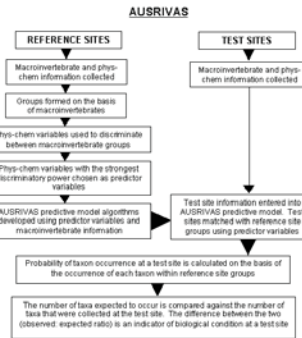 AUSRIVAS
REFERENCE SITES
TEST SITES
Macroinvertebrate and phys-
chem information collected
Macroinvertebrate and phys-
chem information collected
Groups formed on the basis
of macroinvertebrates
hys-chem variables used to discriminate
between macroinvertebrate groups
Phys-chem variables with the strongest
discriminatory power chosen as predictor
variables
AUSRIVAS predictive model algorithms
developed using predictor variables and
macroinvertebrate information
Test site information entered into
AUSRIVAS predictive model. Test
sites matched with reference site
groups using predictor variables
Probability of taxon occurrence at a test site is calculated on the basis of
the occurrence of each taxon within reference site groups
The number of taxa expected to occur is compared against the number of
taxa that were collected at the test site. The difference between the two
(observed: expected ratio) is an indicator of biological condition at a test site